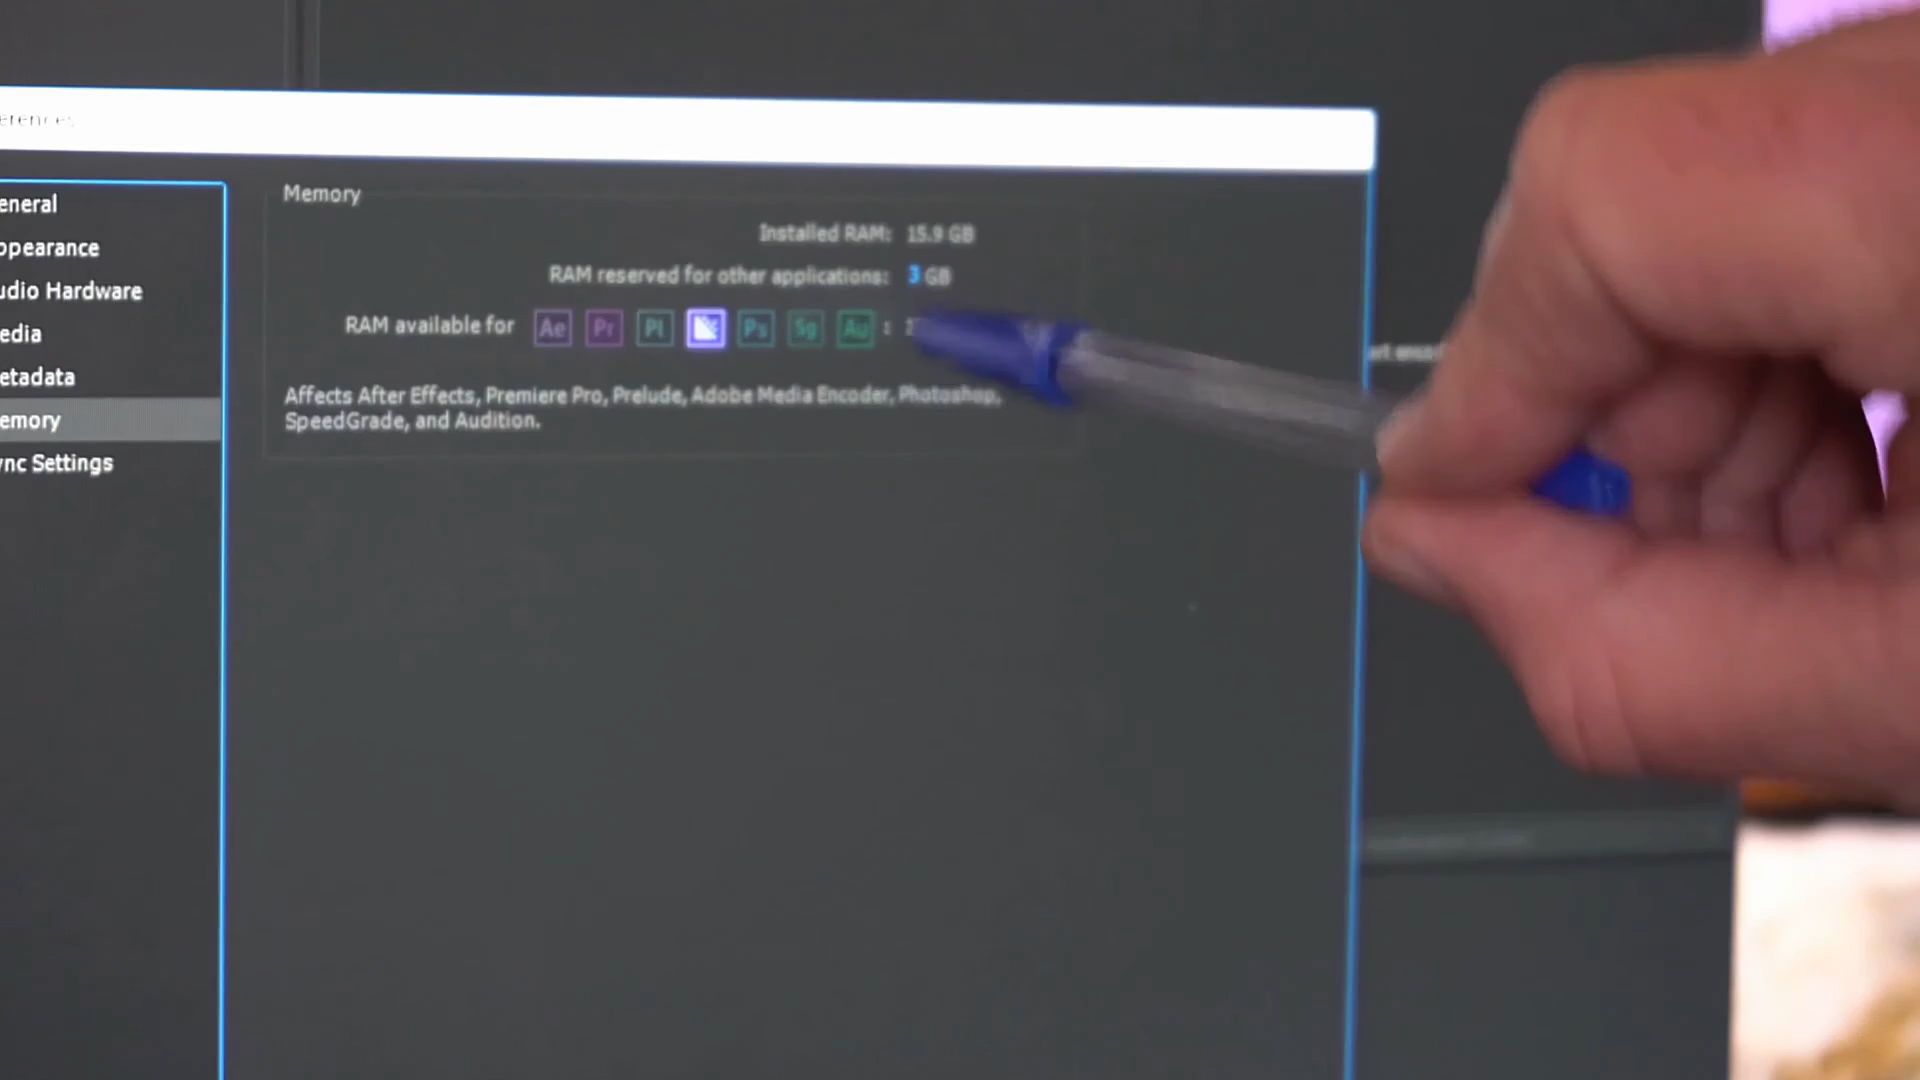 erences
eneral
ppearance
udio Hardware
edia
etadata
emory
ync Settings
Memory
Installed RAM: 15.9 GB
RAM reserved for other applications: 3 GB
RAM available for Ae Pr Pl Ps Sg Au :
Affects After Effects, Premiere Pro, Prelude, Adobe Media Encoder, Photoshop,
SpeedGrade, and Audition.